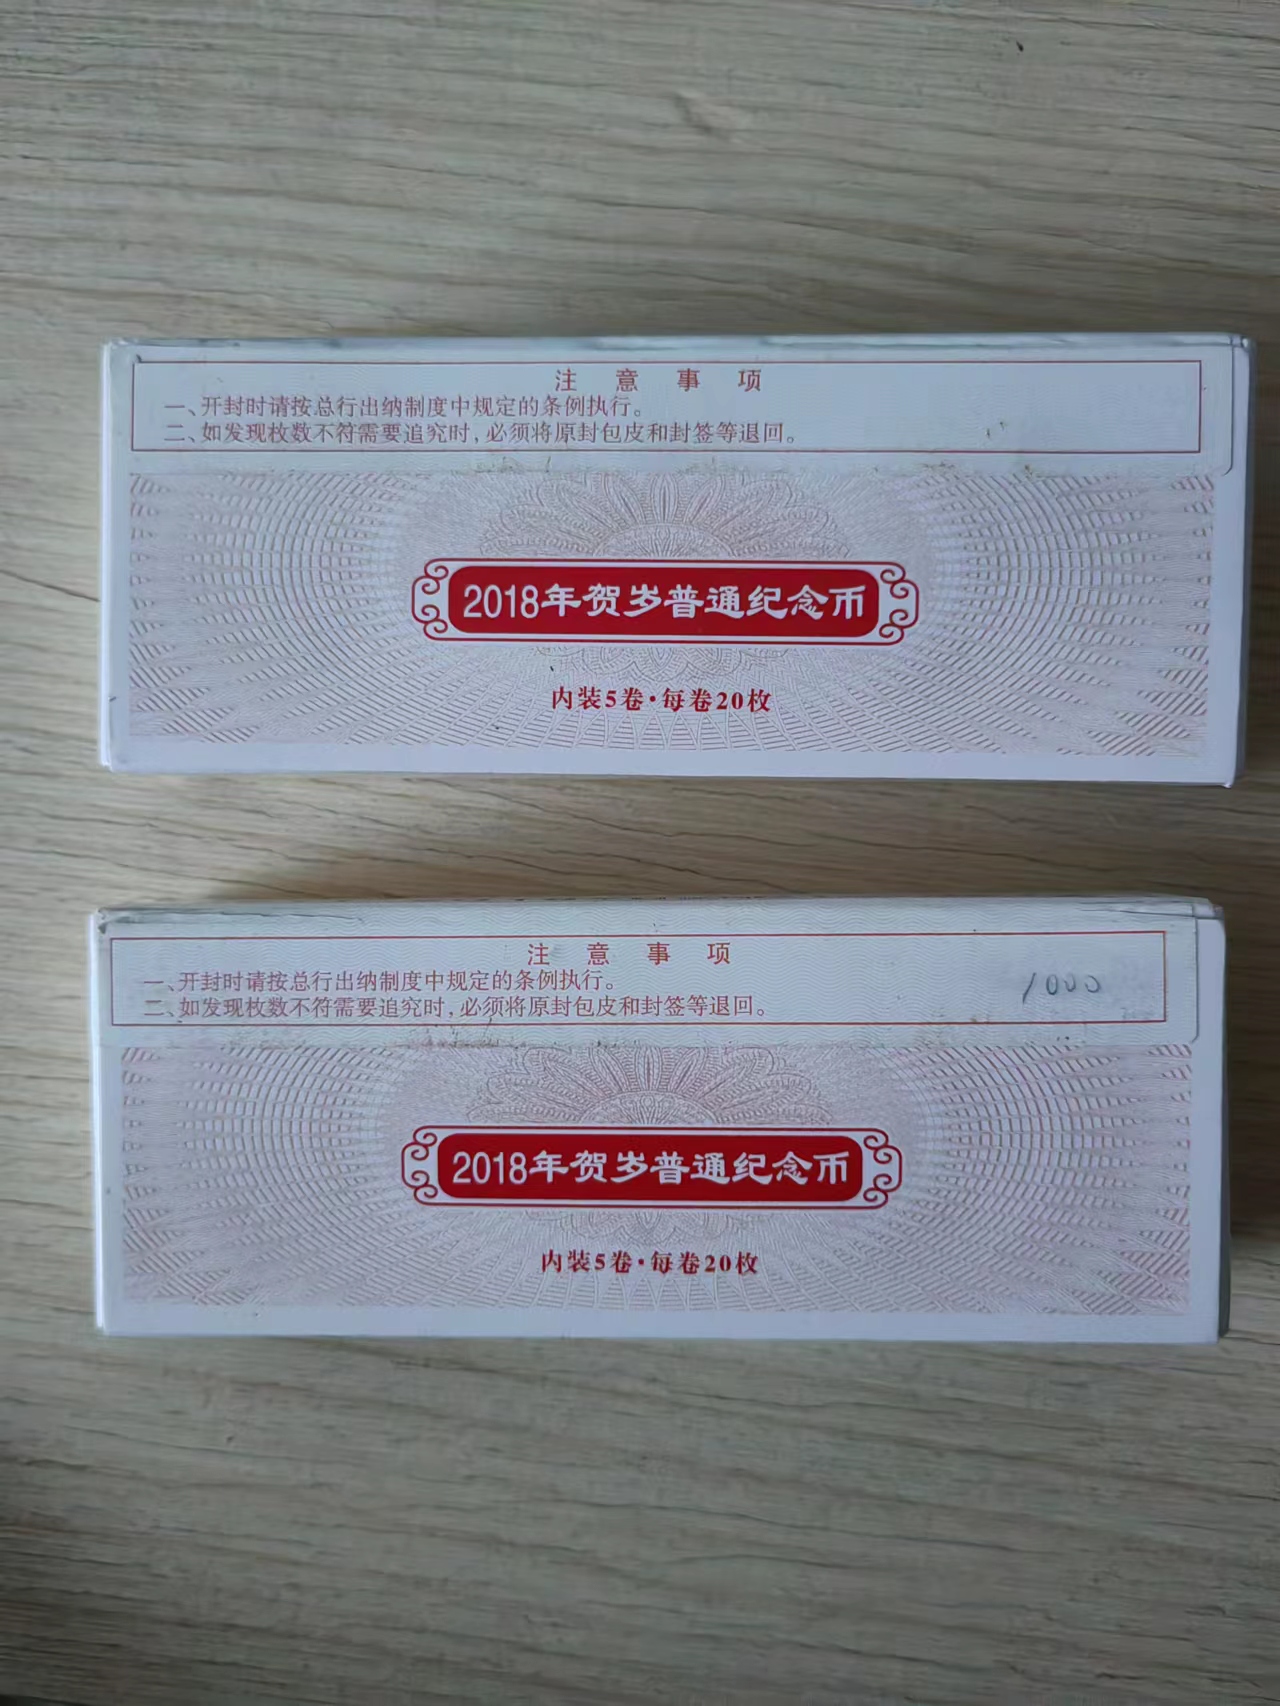 注意事项
一、开封时请按总行出纳制度中规定的条例执行。
二、如发现枚数不符需要追究时，必须将原封包皮和封签等退回。
2018年贺岁普通纪念币
内装5卷·每卷20枚
注意事项
一、开封时请按总行出纳制度中规定的条例执行。
二、如发现枚数不符需要追究时，必须将原封包皮和封签等退回。
1000
2018年贺岁普通纪念币
内装5卷·每卷20枚